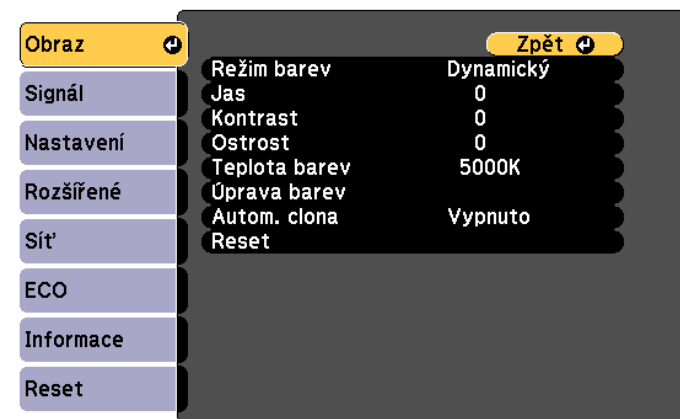 Obraz
Signál
Nastavení
Rozšířené
Síť
ECO
Informace
Reset
Zpět
Režim barev Dynamický
Jas 0
Kontrast 0
Ostrost 0
Teplota barev 5000K
Úprava barev
Autom. clona Vypnuto
Reset